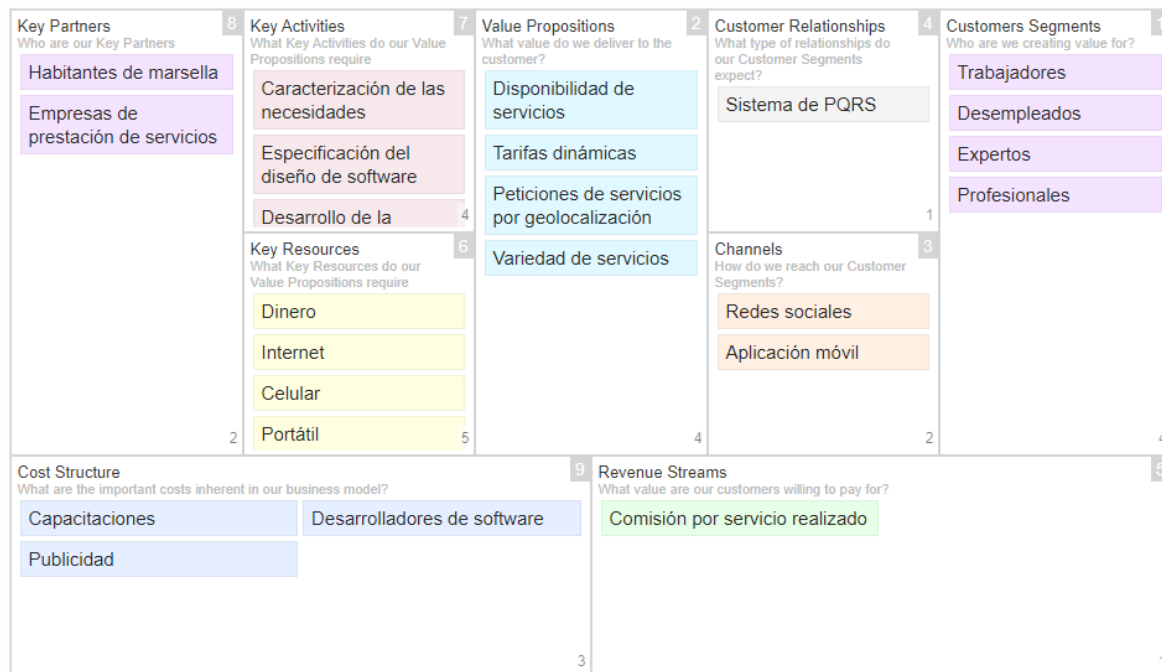 Key Partners
8
Who are our Key Partners
Habitantes de marsella
Empresas de
prestación de servicios
2
Key Activities
7
What Key Activities do our Value
Propositions require
Caracterización de las
necesidades
Especificación del
diseño de software
Desarrollo de la
4
Key Resources
6
What Key Resources do our
Value Propositions require
Dinero
Internet
Celular
Portátil
5
Value Propositions
2
What value do we deliver to the
customer?
Disponibilidad de
servicios
Tarifas dinámicas
Peticiones de servicios
por geolocalización
Variedad de servicios
4
Customer Relationships
4
What type of relationships do
our Customer Segments
expect?
Sistema de PQRS
1
Channels
3
How do we reach our Customer
Segments?
Redes sociales
Aplicación móvil
2
Customers Segments
1
Who are we creating value for?
Trabajadores
Desempleados
Expertos
Profesionales
4
Cost Structure
9
What are the important costs inherent in our business model?
Capacitaciones
Desarrolladores de software
Publicidad
3
Revenue Streams
5
What value are our customers willing to pay for?
Comisión por servicio realizado